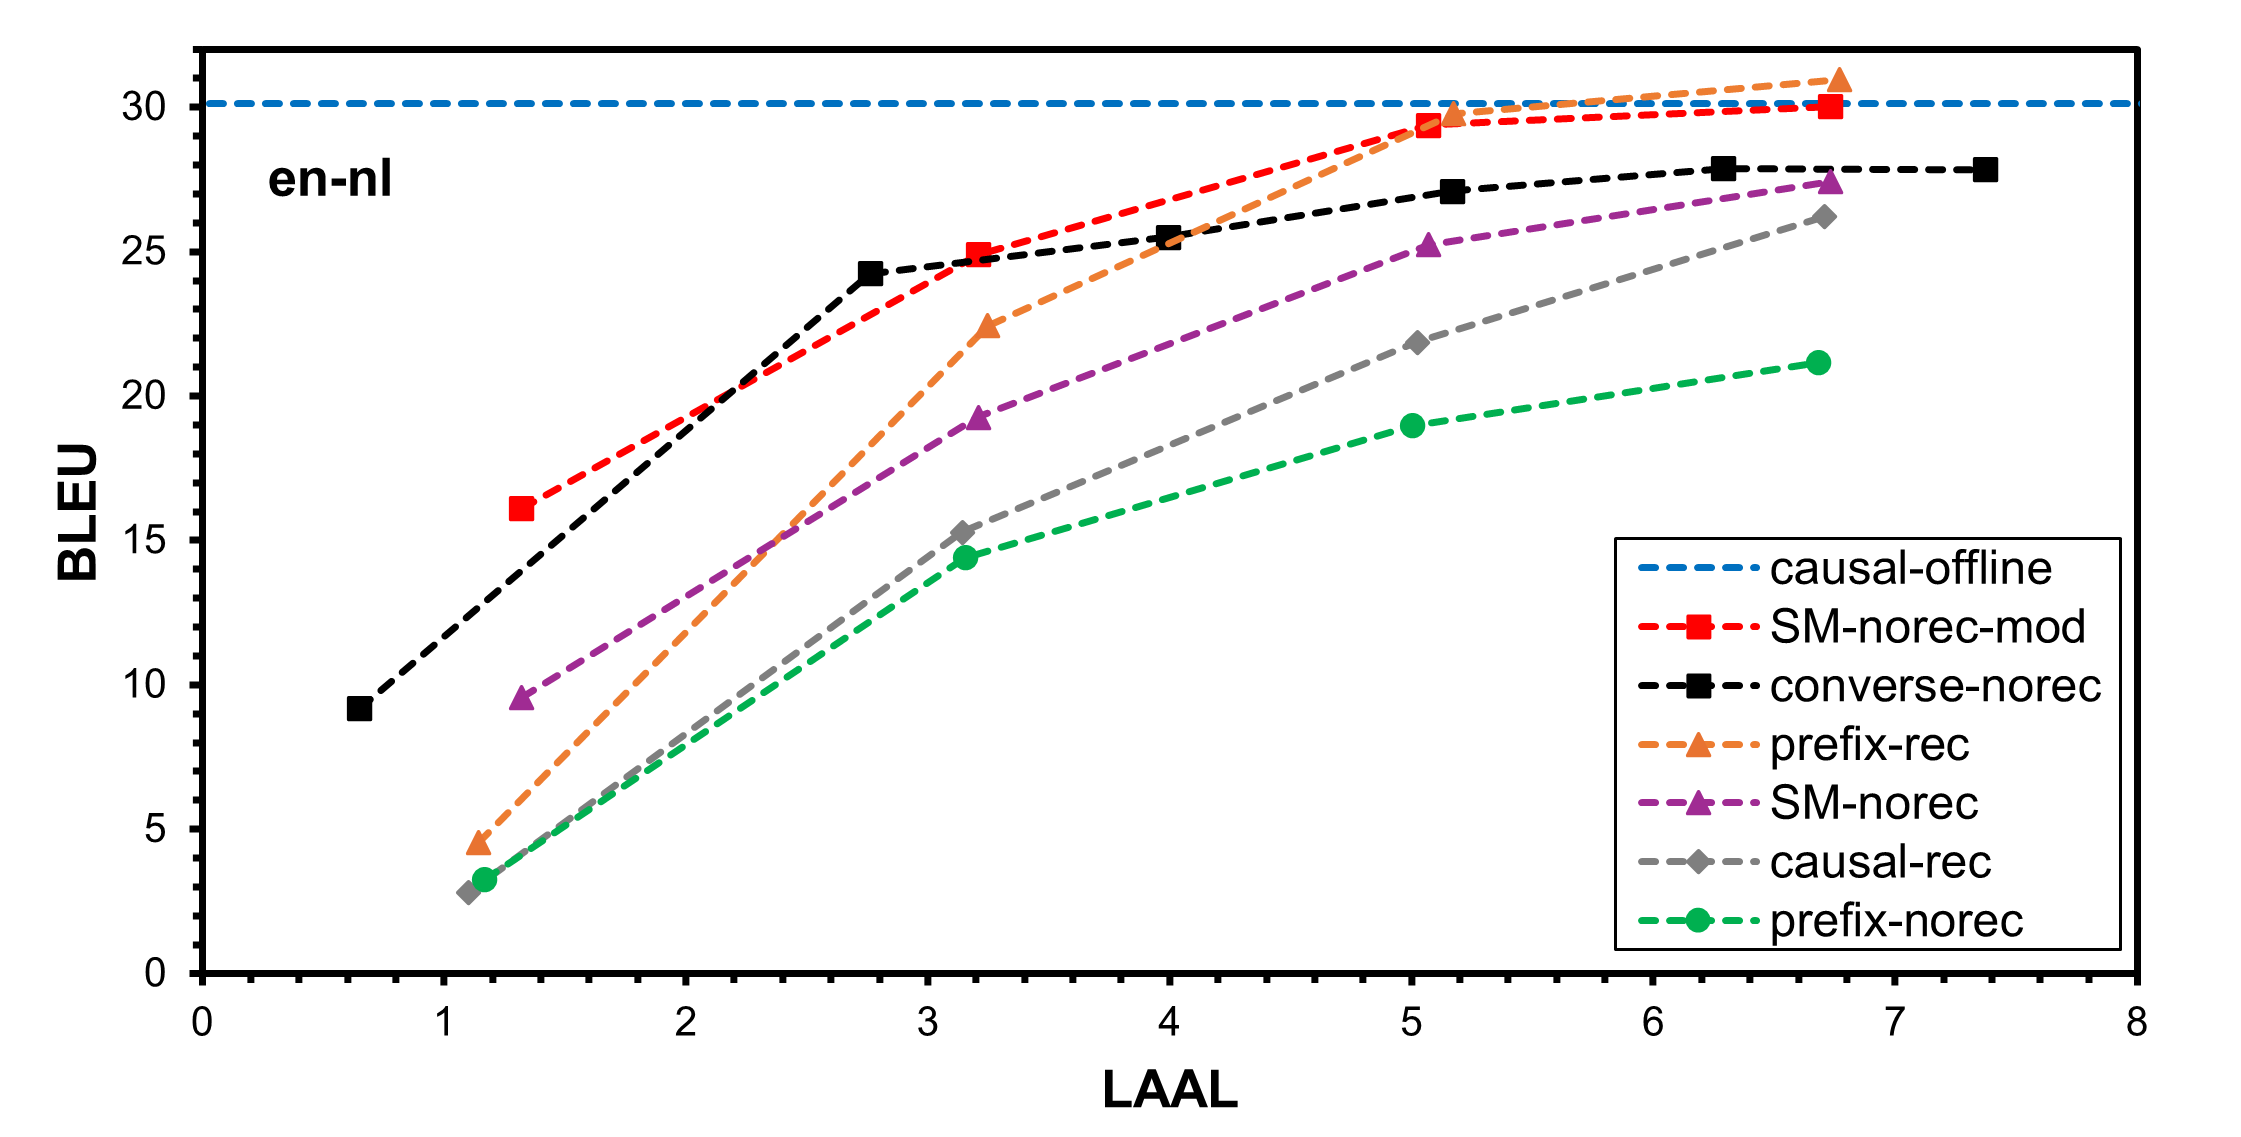 30
25
20
15
10
5
0
BLEU
en-nl
causal-offline
SM-norec-mod
converse-norec
prefix-rec
SM-norec
causal-rec
prefix-norec
0 1 2 3 4 5 6 7 8
LAAL